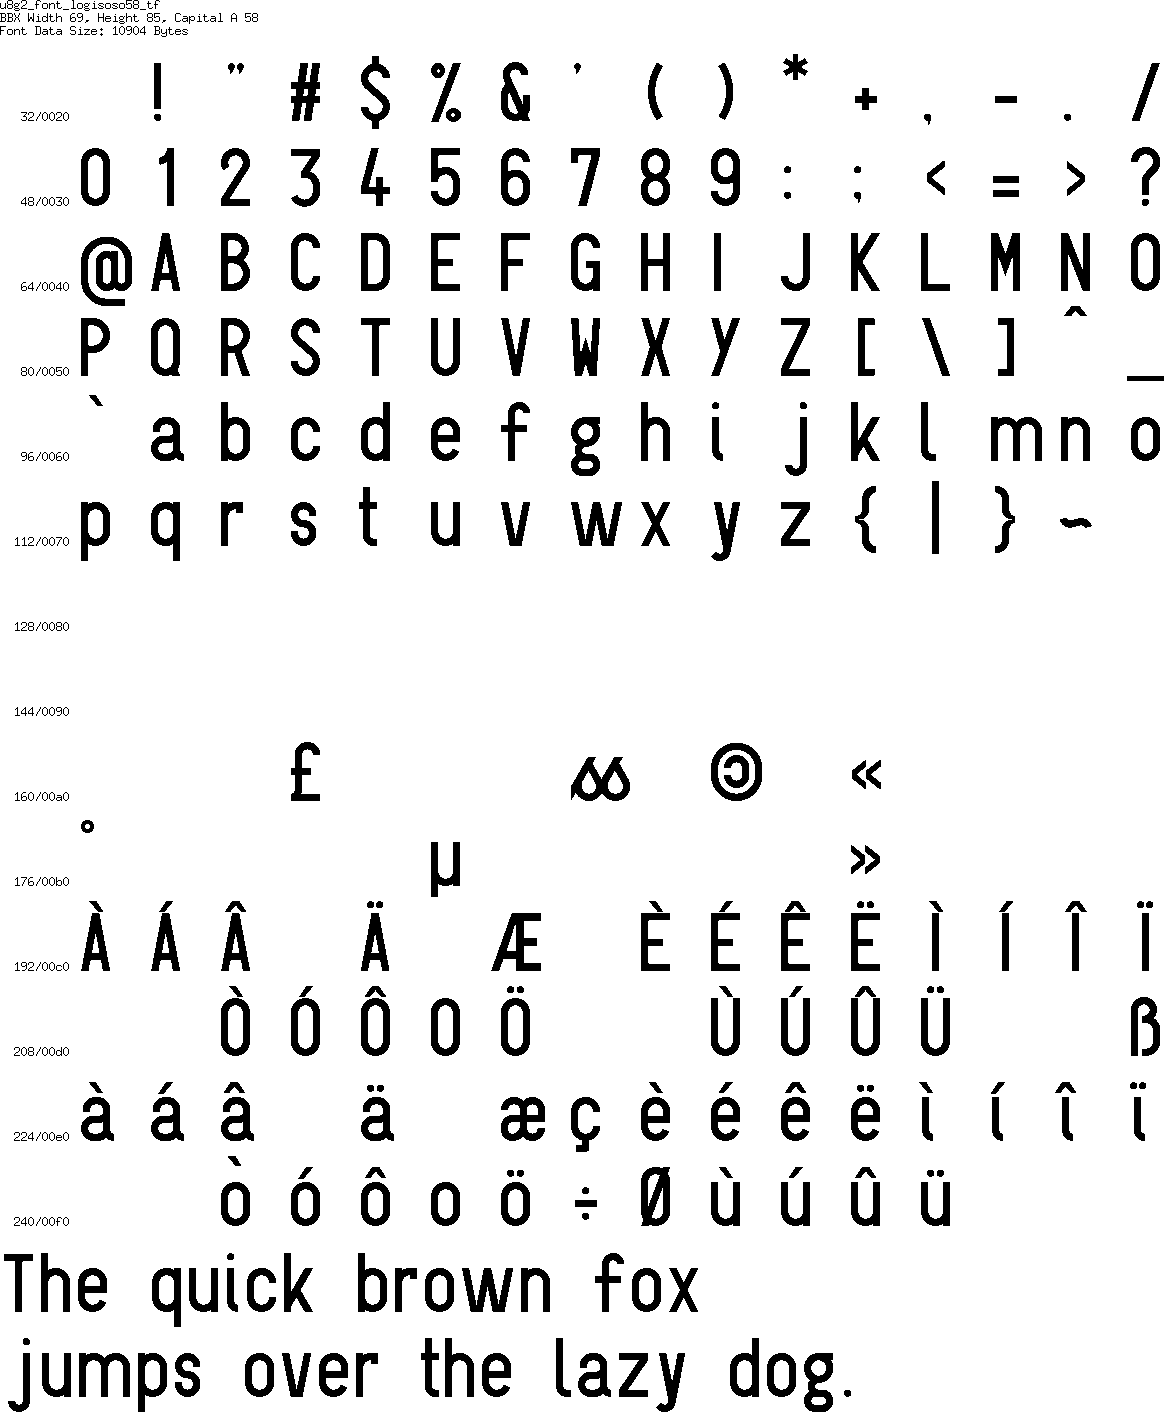 u8g2_font_logisoso58_tf
BBX Width 69, Height 85, Capital A 58
Font Data Size: 10904 Bytes
32/0020 ! " # $ % & ' ( ) * + , - . /
48/0030 0 1 2 3 4 5 6 7 8 9 : ; < = > ?
64/0040 @ A B C D E F G H I J K L M N O
80/0050 P Q R S T U V W X Y Z [ \ ] ^ _
96/0060 ` a b c d e f g h i j k l m n o
112/0070 p q r s t u v w x y z { | } ~
128/0080
144/0090
160/00a0 £ © «
176/00b0 ° µ »
192/00c0 À Á Â Ä Æ È É Ê Ë Ì Í Î Ï
208/00d0 Ò Ó Ô O Ö Ù Ú Û Ü ß
224/00e0 à á â ä æ ç è é ê ë ì í î ï
240/00f0 ò ó ô o ö ÷ Ø ù ú û ü
The quick brown fox
jumps over the lazy dog.